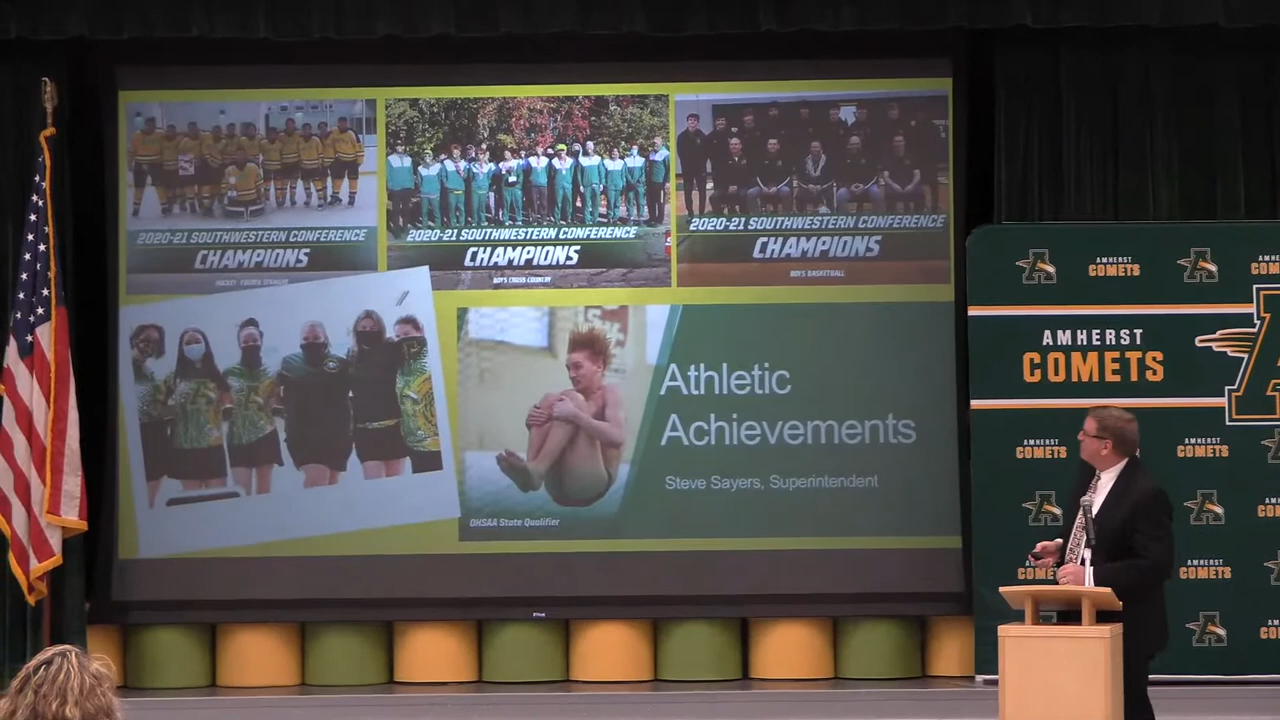 2020-21 SOUTHWESTERN CONFERENCE
CHAMPIONS
2020-21 SOUTHWESTERN CONFERENCE
CHAMPIONS
BOYS CROSS COUNTRY
2020-21 SOUTHWESTERN CONFERENCE
CHAMPIONS
BOYS BASKETBALL
Athletic
Achievements
Steve Sayers, Superintendent
OHSAA State Qualifier
AMHERST
COMETS
AMHERST
COMETS
AMHERST
COMETS
AMHERST
COMETS
AMHERST
COMETS